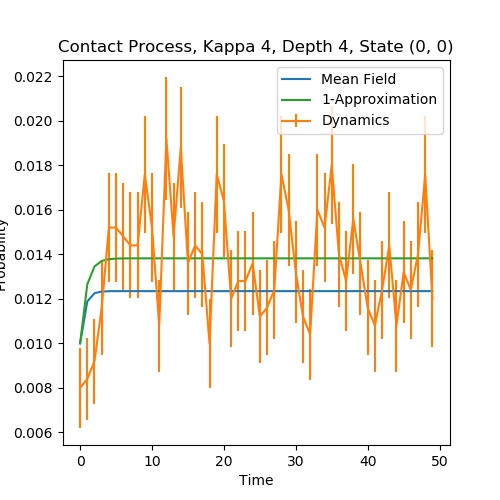 Contact Process, Kappa 4, Depth 4, State (0, 0)
Mean Field
1-Approximation
Dynamics
0.022
0.020
0.018
0.016
0.014
0.012
0.010
0.008
0.006
Probability
0 10 20 30 40 50
Time